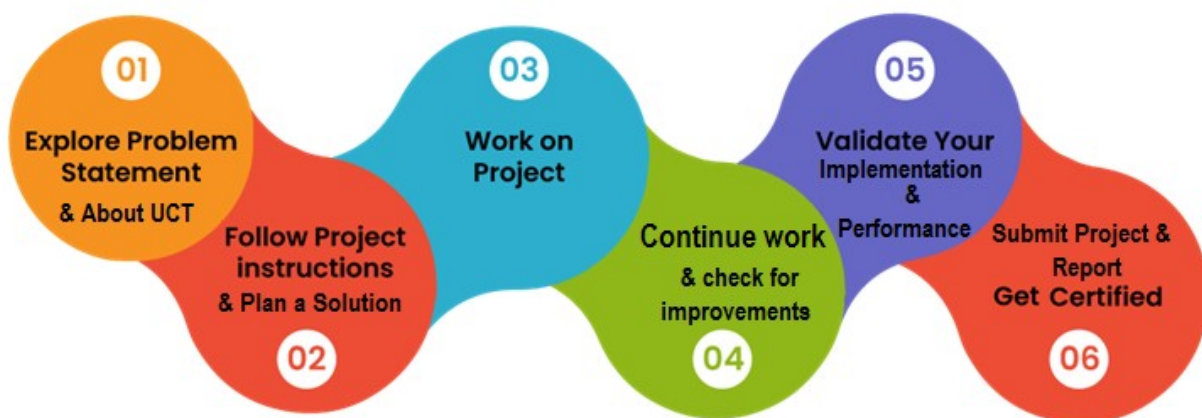 01
Explore Problem
Statement
& About UCT
Follow Project
instructions
& Plan a Solution
02
03
Work on
Project
Continue work
& check for
improvements
04
05
Validate Your
Implementation
&
Performance
Submit Project &
Report
Get Certified
06